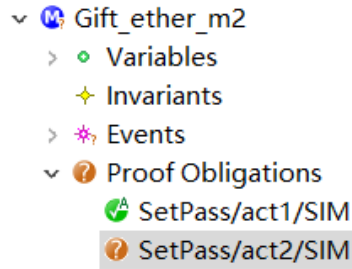 Gift_ether_m2
Variables
Invariants
Events
Proof Obligations
SetPass/act1/SIM
SetPass/act2/SIM